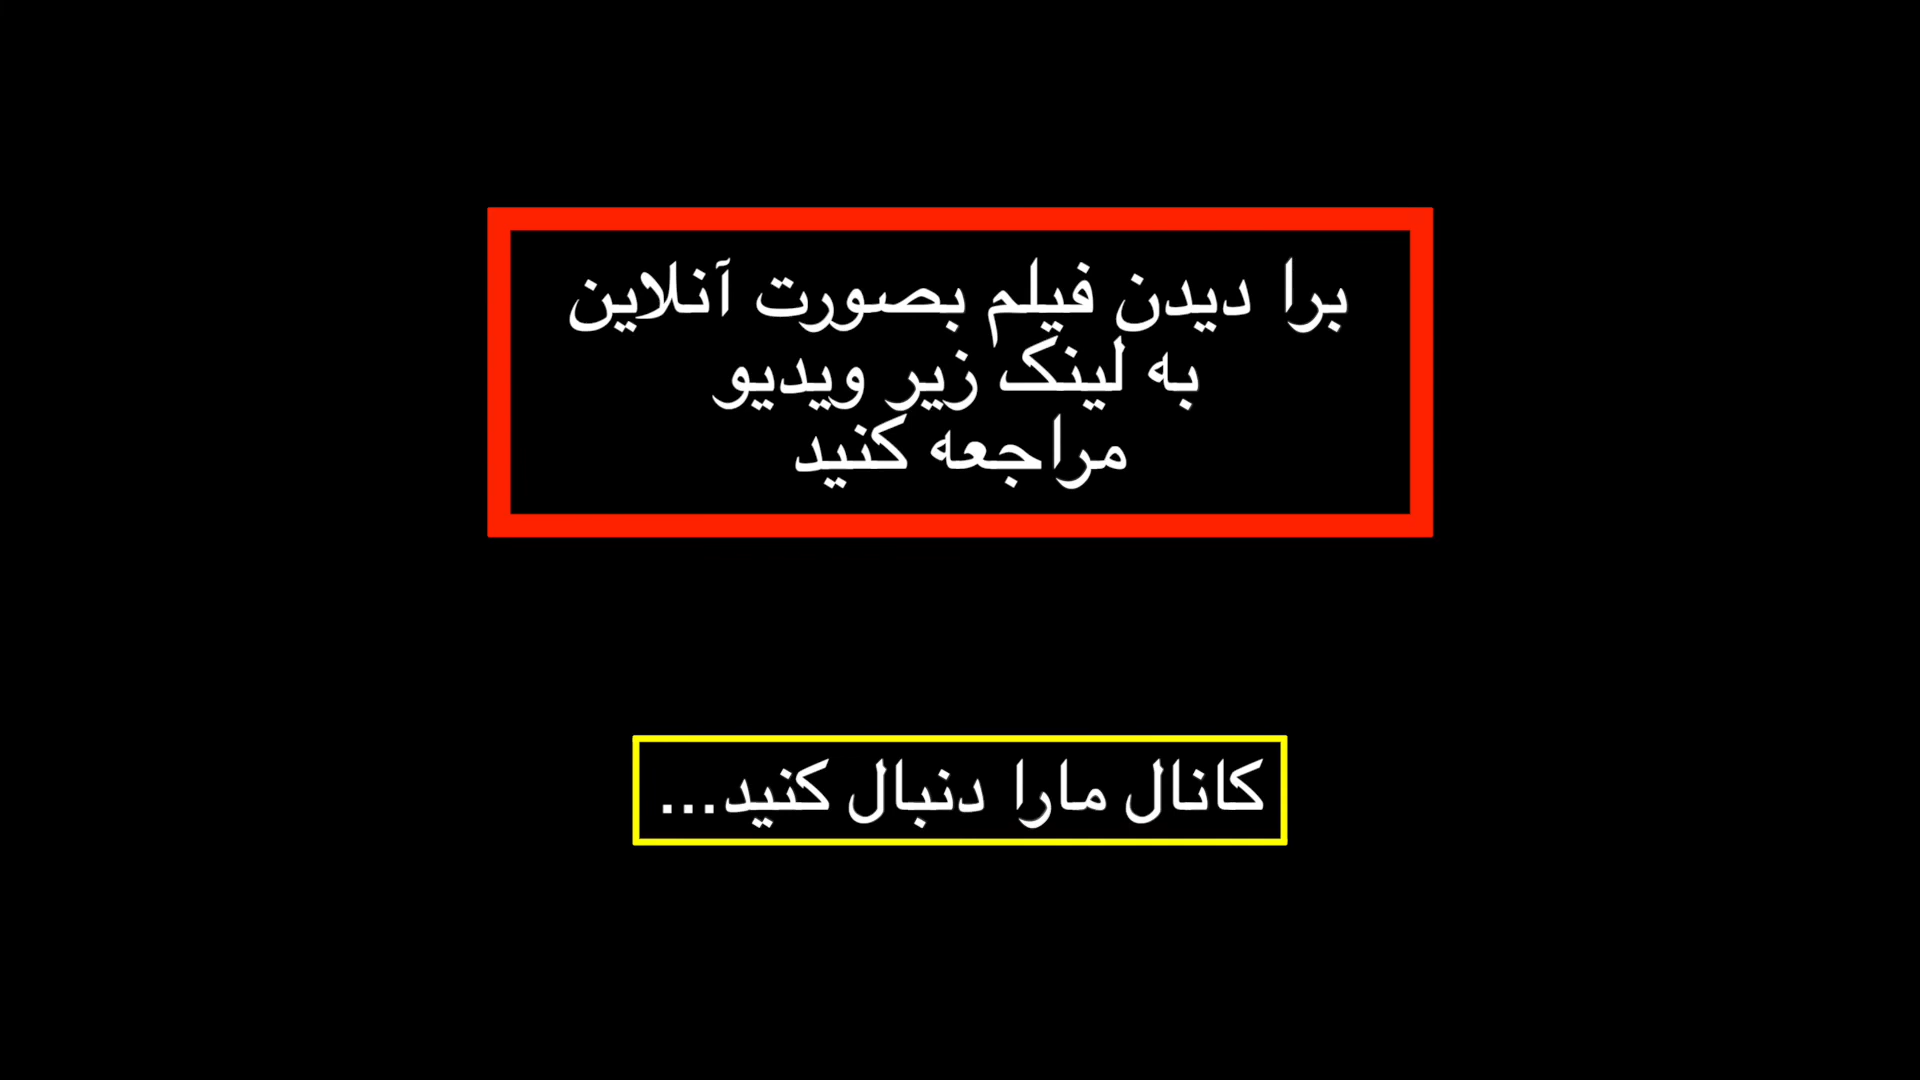 برا دیدن فیلم بصورت آنلاین
به لینک زیر ویدیو
مراجعه کنید
کانال مارا دنبال کنید...